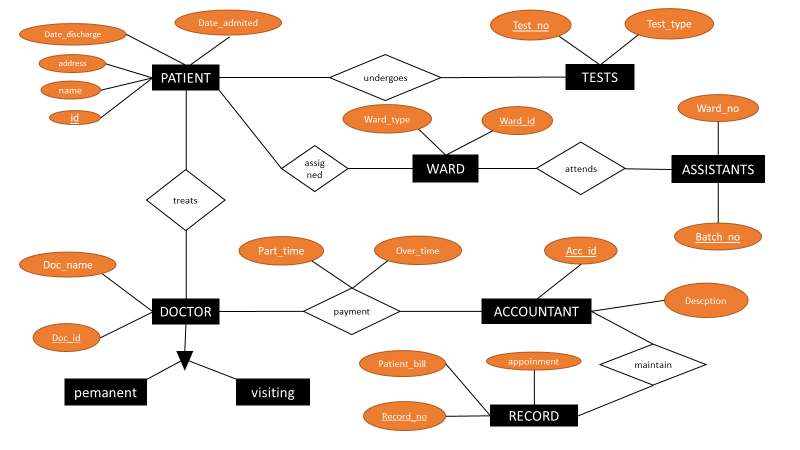 Date_admited
Test_no
Test_type
Date_discharge
address
PATIENT
undergoes
TESTS
name
id
Ward_type
Ward_id
Ward_no
assig
ned
WARD
attends
ASSISTANTS
treats
Batch_no
Doc_name
Part_time
Over_time
Acc_id
DOCTOR
payment
ACCOUNTANT
Descption
Doc_id
Patient_bill
appoinment
maintain
pemanent
visiting
Record_no
RECORD